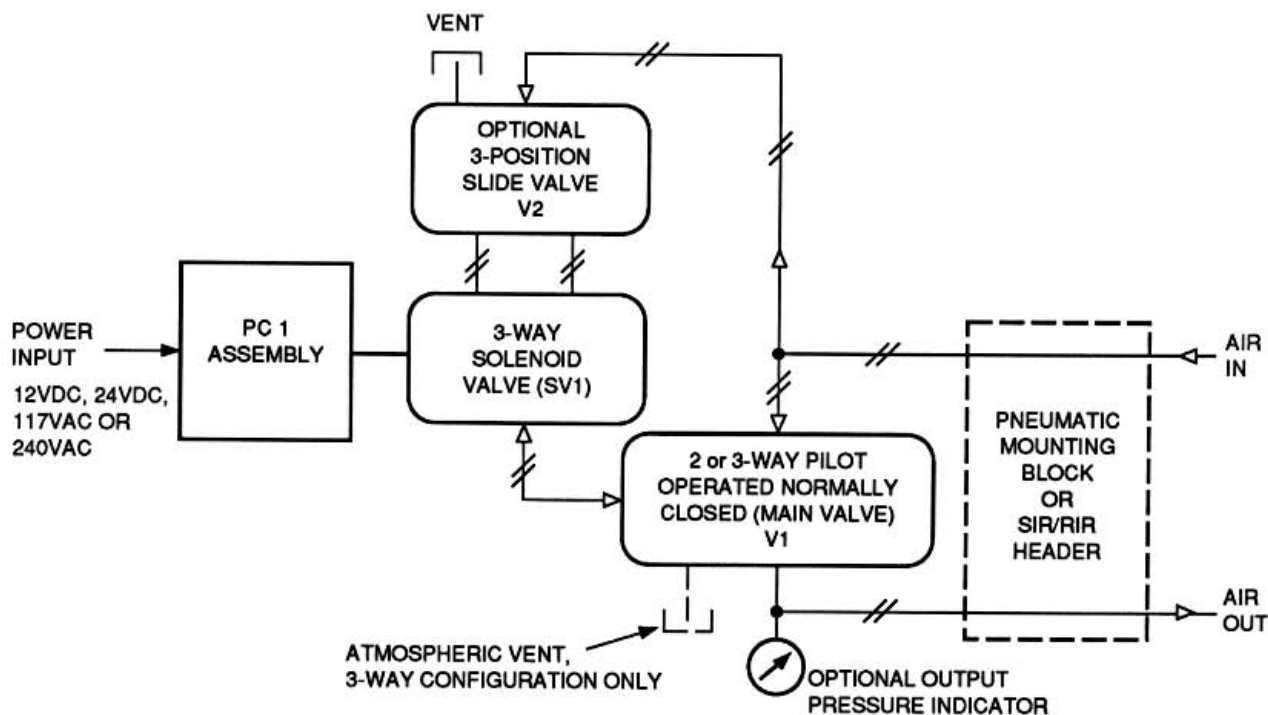 VENT
OPTIONAL
3-POSITION
SLIDE VALVE
V2
POWER
INPUT
12VDC, 24VDC,
117VAC OR
240VAC
PC 1
ASSEMBLY
3-WAY
SOLENOID
VALVE (SV1)
AIR
IN
PNEUMATIC
MOUNTING
BLOCK
OR
SIR/RIR
HEADER
2 or 3-WAY PILOT
OPERATED NORMALLY
CLOSED (MAIN VALVE)
V1
AIR
OUT
ATMOSPHERIC VENT,
3-WAY CONFIGURATION ONLY
OPTIONAL OUTPUT
PRESSURE INDICATOR